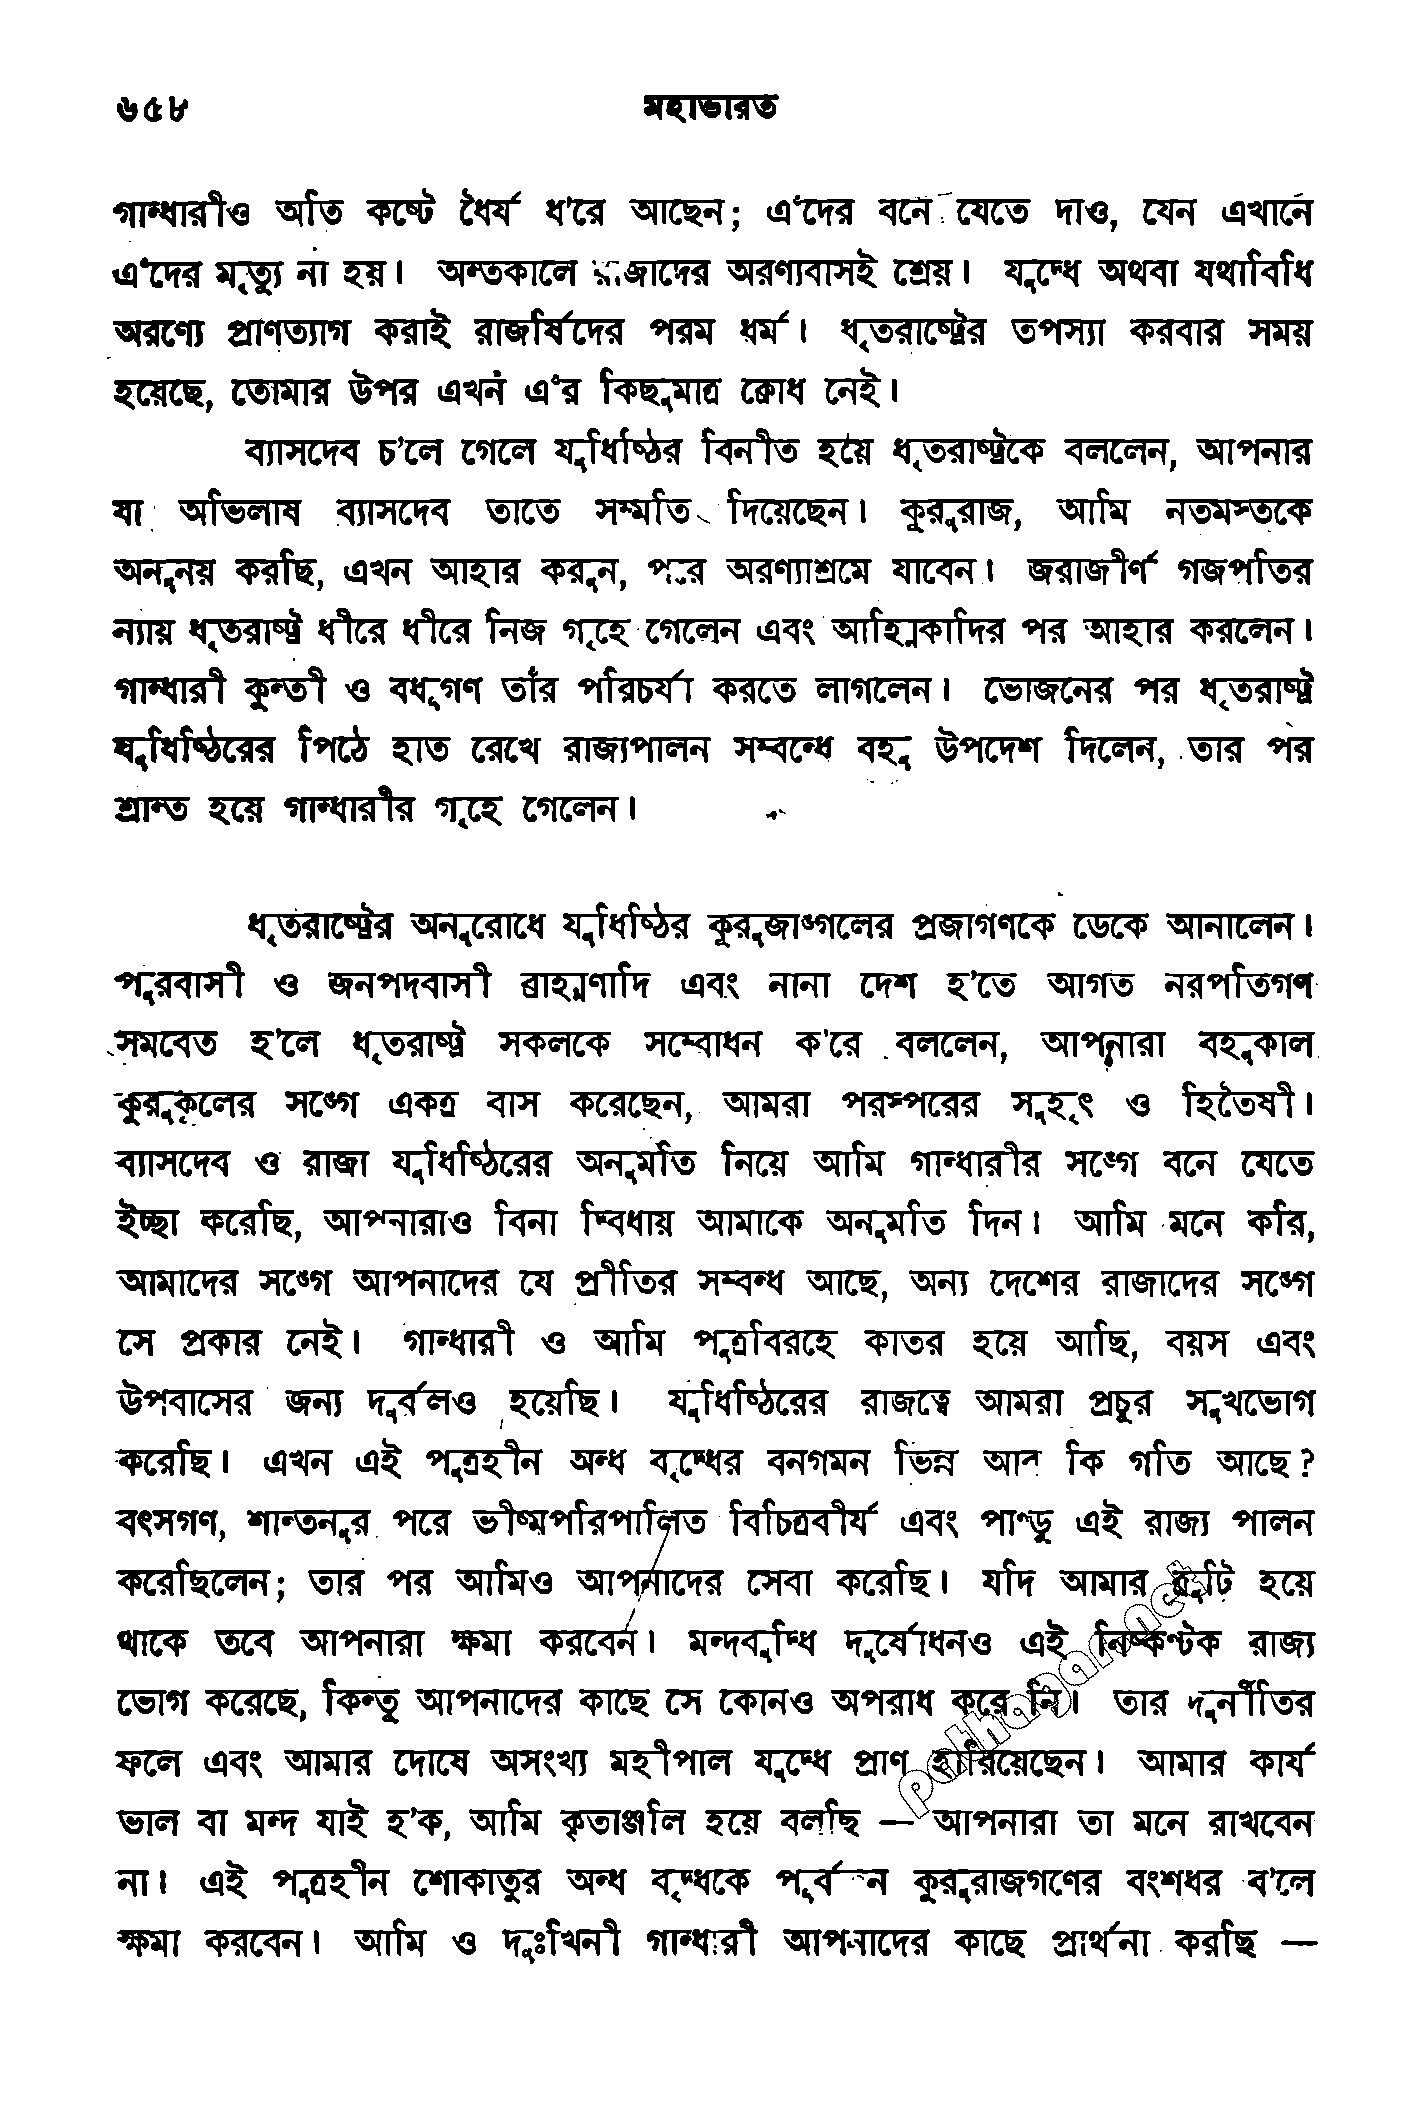 ৬৫৮ মহাভারত
গান্ধারীও অতি কষ্টে ধৈর্য ধ'রে আছেন; এঁদের বনে যেতে দাও, যেন এখানে
এঁদের মৃত্যু না হয়। অন্তকালে রাজাদের অরণ্যবাসই শ্রেয়। যুদ্ধে অথবা যথাবিধি
অরণ্যে প্রাণত্যাগ করাই রাজর্ষিদের পরম ধর্ম। ধৃতরাষ্ট্রের তপস্যা করবার সময়
হয়েছে, তোমার উপর এখন এঁর কিছুমাত্র ক্রোধ নেই।
ব্যাসদেব চ'লে গেলে যুধিষ্ঠির বিনীত হয়ে ধৃতরাষ্ট্রকে বললেন, আপনার
যা অভিলাষ ব্যাসদেব তাতে সম্মতি দিয়েছেন। কুরুরাজ, আমি নতমস্তকে
অনুনয় করছি, এখন আহার করুন, পরে অরণ্যাশ্রমে যাবেন। জরাজীর্ণ গজপতির
ন্যায় ধৃতরাষ্ট্র ধীরে ধীরে নিজ গৃহে গেলেন এবং আহ্নিকাদির পর আহার করলেন।
গান্ধারী কুন্তী ও বধূগণ তাঁর পরিচর্যা করতে লাগলেন। ভোজনের পর ধৃতরাষ্ট্র
যুধিষ্ঠিরের পিঠে হাত রেখে রাজ্যপালন সম্বন্ধে বহু উপদেশ দিলেন, তার পর
শ্রান্ত হয়ে গান্ধারীর গৃহে গেলেন।
ধৃতরাষ্ট্রের অনুরোধে যুধিষ্ঠির কুরুজাঙ্গলের প্রজাগণকে ডেকে আনালেন।
পুরবাসী ও জনপদবাসী ব্রাহ্মণাদি এবং নানা দেশ হ'তে আগত নরপতিগণ
সমবেত হ'লে ধৃতরাষ্ট্র সকলকে সম্বোধন ক'রে বললেন, আপনারা বহুকাল
কুরুকুলের সঙ্গে একত্র বাস করেছেন, আমরা পরস্পরের সুহৃৎ ও হিতৈষী।
ব্যাসদেব ও রাজা যুধিষ্ঠিরের অনুমতি নিয়ে আমি গান্ধারীর সঙ্গে বনে যেতে
ইচ্ছা করেছি, আপনারাও বিনা দ্বিধায় আমাকে অনুমতি দিন। আমি মনে করি,
আমাদের সঙ্গে আপনাদের যে প্রীতির সম্বন্ধ আছে, অন্য দেশের রাজাদের সঙ্গে
সে প্রকার নেই। গান্ধারী ও আমি পুত্রবিরহে কাতর হয়ে আছি, বয়স এবং
উপবাসের জন্য দুর্বলও হয়েছি। যুধিষ্ঠিরের রাজত্বে আমরা প্রচুর সুখভোগ
করেছি। এখন এই পুত্রহীন অন্ধ বৃদ্ধের বনগমন ভিন্ন আর কি গতি আছে?
বৎসগণ, শান্তনুর পরে ভীষ্মপরিপালিত বিচিত্রবীর্য এবং পাণ্ডু এই রাজ্য পালন
করেছিলেন; তার পর আমিও আপনাদের সেবা করেছি। যদি আমার ত্রুটি হয়ে
থাকে তবে আপনারা ক্ষমা করবেন। মন্দবুদ্ধি দুর্যোধনও এই নিষ্কণ্টক রাজ্য
ভোগ করেছে, কিন্তু আপনাদের কাছে সে কোনও অপরাধ করে নি। তার দুর্নীতির
ফলে এবং আমার দোষে অসংখ্য মহীপাল যুদ্ধে প্রাণ হারিয়েছেন। আমার কার্য
ভাল বা মন্দ যাই হ'ক, আমি কৃতাঞ্জলি হয়ে বলছি — আপনারা তা মনে রাখবেন
না। এই পুত্রহীন শোকাতুর অন্ধ বৃদ্ধকে পূর্বতন কুরুরাজগণের বংশধর ব'লে
ক্ষমা করবেন। আমি ও দুঃখিনী গান্ধারী আপনাদের কাছে প্রার্থনা করছি —
pathagar.net